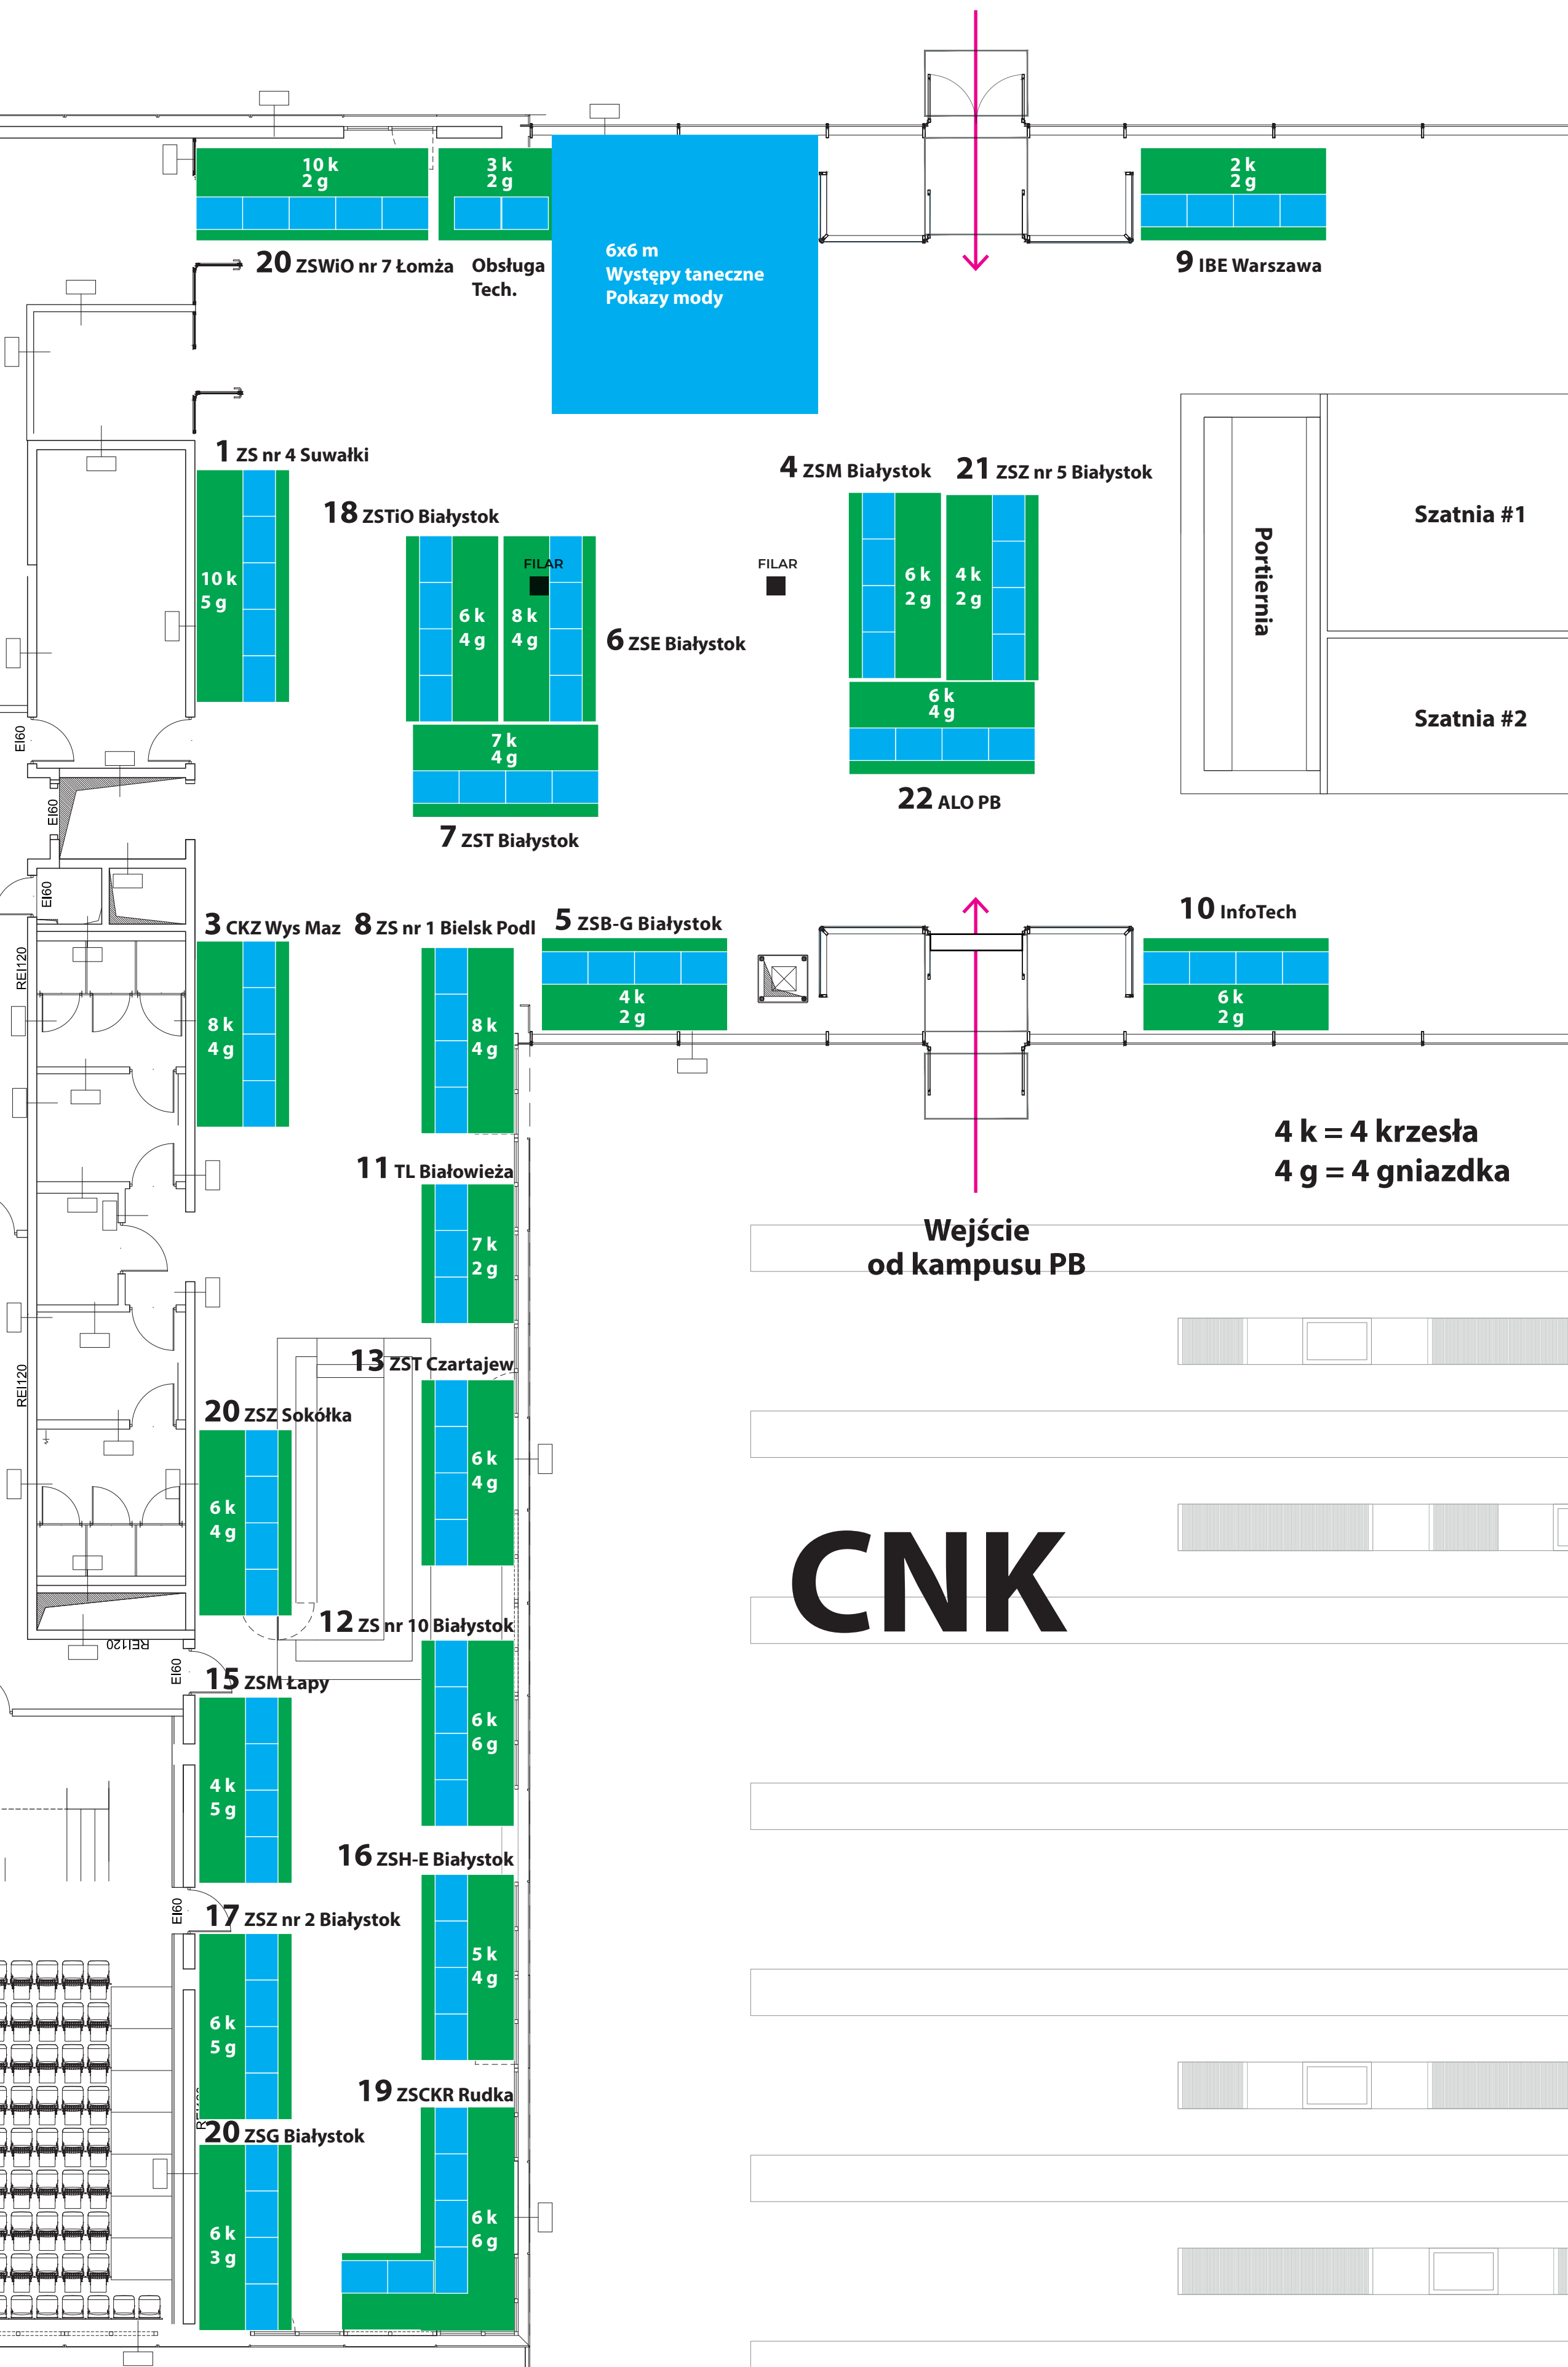 10 k
2 g
3 k
2 g
2 k
2 g
20 ZSWiO nr 7 Łomża
Obsługa
Tech.
6x6 m
Występy taneczne
Pokazy mody
9 IBE Warszawa
1 ZS nr 4 Suwałki
10 k
5 g
18 ZSTiO Białystok
6 k
4 g
FILAR
8 k
4 g
6 ZSE Białystok
7 k
4 g
7 ZST Białystok
FILAR
4 ZSM Białystok
21 ZSZ nr 5 Białystok
6 k
2 g
4 k
2 g
6 k
4 g
22 ALO PB
Portiernia
Szatnia #1
Szatnia #2
EI60
EI60
EI60
REI120
3 CKZ Wys Maz
8 k
4 g
8 ZS nr 1 Bielsk Podl
8 k
4 g
5 ZSB-G Białystok
4 k
2 g
10 InfoTech
6 k
2 g
4 k = 4 krzesła
4 g = 4 gniazdka
Wejście
od kampusu PB
11 TL Białowieża
7 k
2 g
13 ZST Czartajew
6 k
4 g
REI120
20 ZSZ Sokółka
6 k
4 g
CNK
12 ZS nr 10 Białystok
6 k
6 g
REI120
EI60
15 ZSM Łapy
4 k
5 g
16 ZSH-E Białystok
5 k
4 g
EI60
17 ZSZ nr 2 Białystok
6 k
5 g
19 ZSCKR Rudka
6 k
6 g
20 ZSG Białystok
6 k
3 g